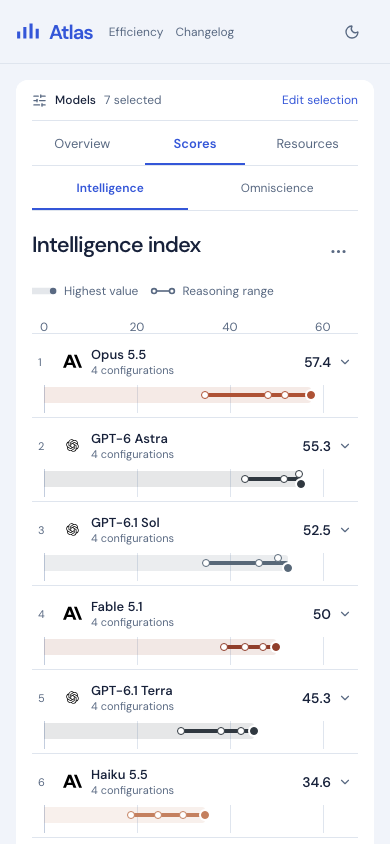 Atlas Efficiency Changelog
Models 7 selected Edit selection
Overview Scores Resources
Intelligence Omniscience
Intelligence index ...
Highest value Reasoning range
0 20 40 60
1 Opus 5.5 57.4
4 configurations
2 GPT-6 Astra 55.3
4 configurations
3 GPT-6.1 Sol 52.5
4 configurations
4 Fable 5.1 50
4 configurations
5 GPT-6.1 Terra 45.3
4 configurations
6 Haiku 5.5 34.6
4 configurations